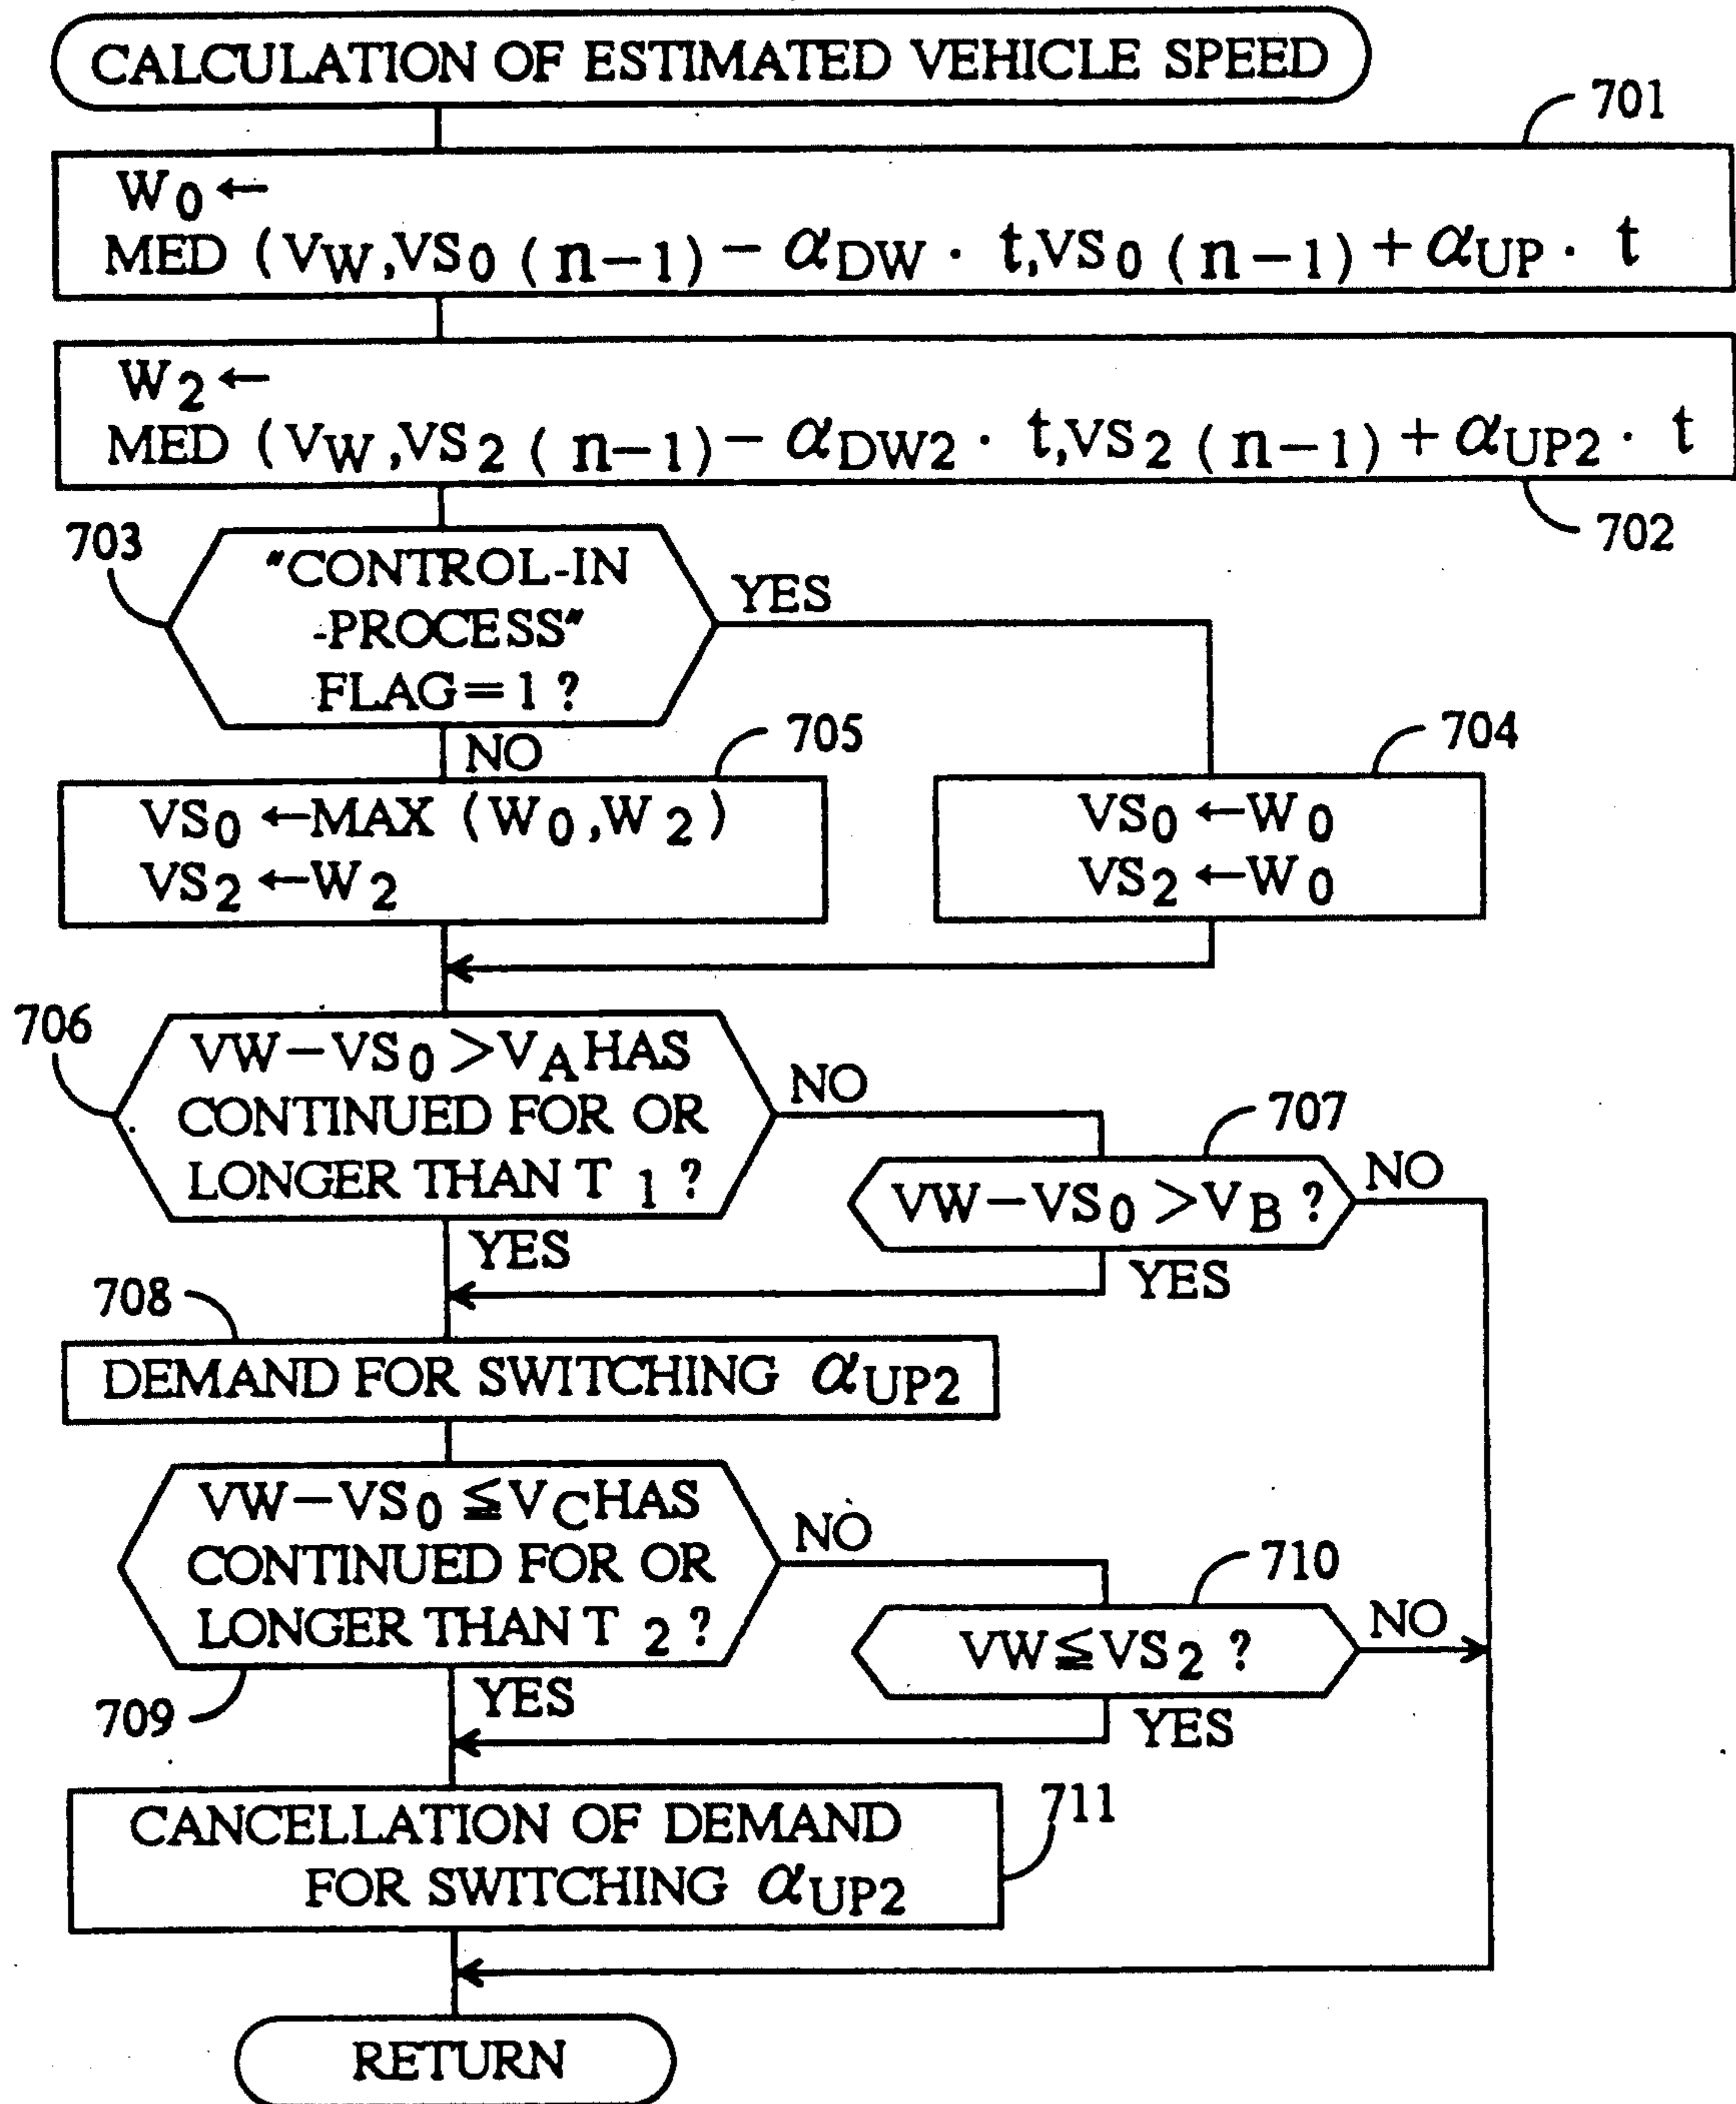 CALCULATION OF ESTIMATED VEHICLE SPEED
701
W0←
MED (VW,VS0 (n−1)− αDW · t,VS0 (n−1)+αUP · t
W2←
MED (VW,VS2 (n−1)− αDW2 · t,VS2 (n−1)+αUP2 · t
702
703
"CONTROL-IN
-PROCESS"
FLAG=1 ?
YES
NO
705
VS0 ←MAX (W0,W2)
VS2 ←W2
704
VS0 ←W0
VS2 ←W0
706
VW−VS0 >VA HAS
CONTINUED FOR OR
LONGER THAN T 1 ?
NO
YES
707
VW−VS0 >VB ?
NO
YES
708
DEMAND FOR SWITCHING αUP2
VW−VS0 ≦VC HAS
CONTINUED FOR OR
LONGER THAN T 2 ?
NO
709
YES
710
VW≦VS2 ?
NO
YES
711
CANCELLATION OF DEMAND
FOR SWITCHING αUP2
RETURN